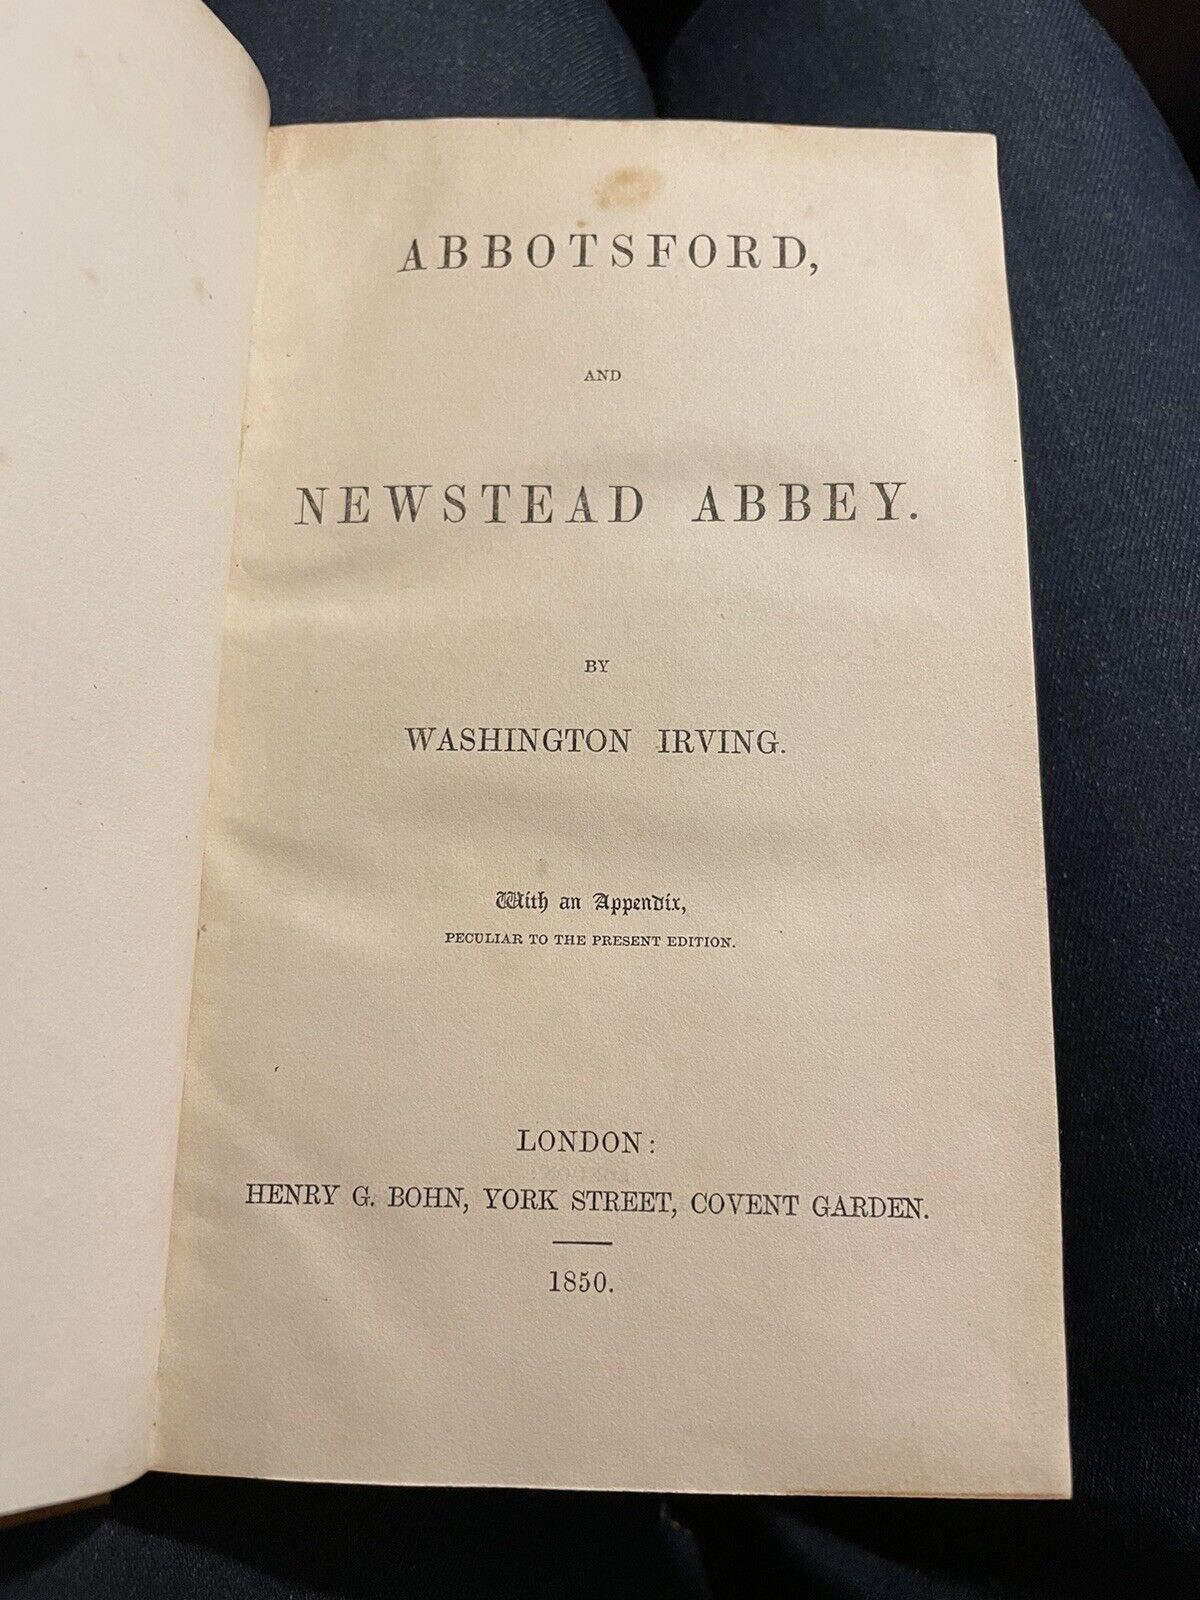 ABBOTSFORD,
AND
NEWSTEAD ABBEY.
BY
WASHINGTON IRVING.
With an Appendix,
PECULIAR TO THE PRESENT EDITION.
LONDON:
HENRY G. BOHN, YORK STREET, COVENT GARDEN.
1850.